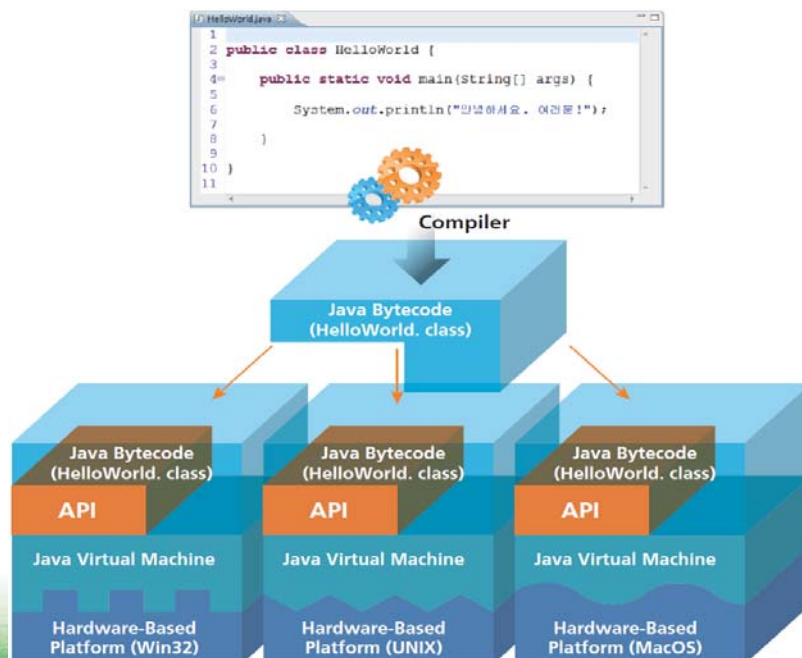 HelloWorld.java
1
2 public class HelloWorld {
3
4 public static void main(String[] args) {
5
6 System.out.println("안녕하세요. 여러분!");
7
8 }
9
10 }
11
Compiler
Java Bytecode
(HelloWorld. class)
Java Bytecode
(HelloWorld. class)
API
Java Virtual Machine
Hardware-Based
Platform (Win32)
Java Bytecode
(HelloWorld. class)
API
Java Virtual Machine
Hardware-Based
Platform (UNIX)
Java Bytecode
(HelloWorld. class)
API
Java Virtual Machine
Hardware-Based
Platform (MacOS)